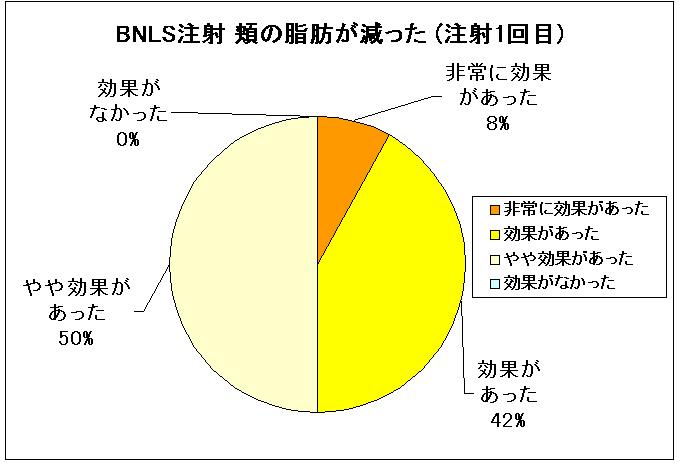 BNLS注射 頬の脂肪が減った (注射1回目)
効果が
なかった
0%
非常に効果
があった
8%
非常に効果があった
効果があった
やや効果があった
効果がなかった
やや効果が
あった
50%
効果が
あった
42%